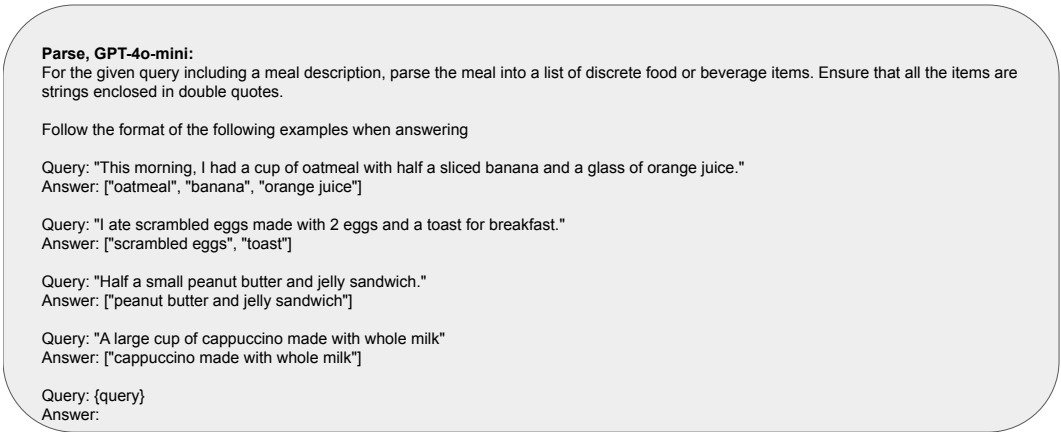 Parse, GPT-4o-mini:
For the given query including a meal description, parse the meal into a list of discrete food or beverage items. Ensure that all the items are
strings enclosed in double quotes.
Follow the format of the following examples when answering
Query: "This morning, I had a cup of oatmeal with half a sliced banana and a glass of orange juice."
Answer: ["oatmeal", "banana", "orange juice"]
Query: "I ate scrambled eggs made with 2 eggs and a toast for breakfast."
Answer: ["scrambled eggs", "toast"]
Query: "Half a small peanut butter and jelly sandwich."
Answer: ["peanut butter and jelly sandwich"]
Query: "A large cup of cappuccino made with whole milk"
Answer: ["cappuccino made with whole milk"]
Query: {query}
Answer: